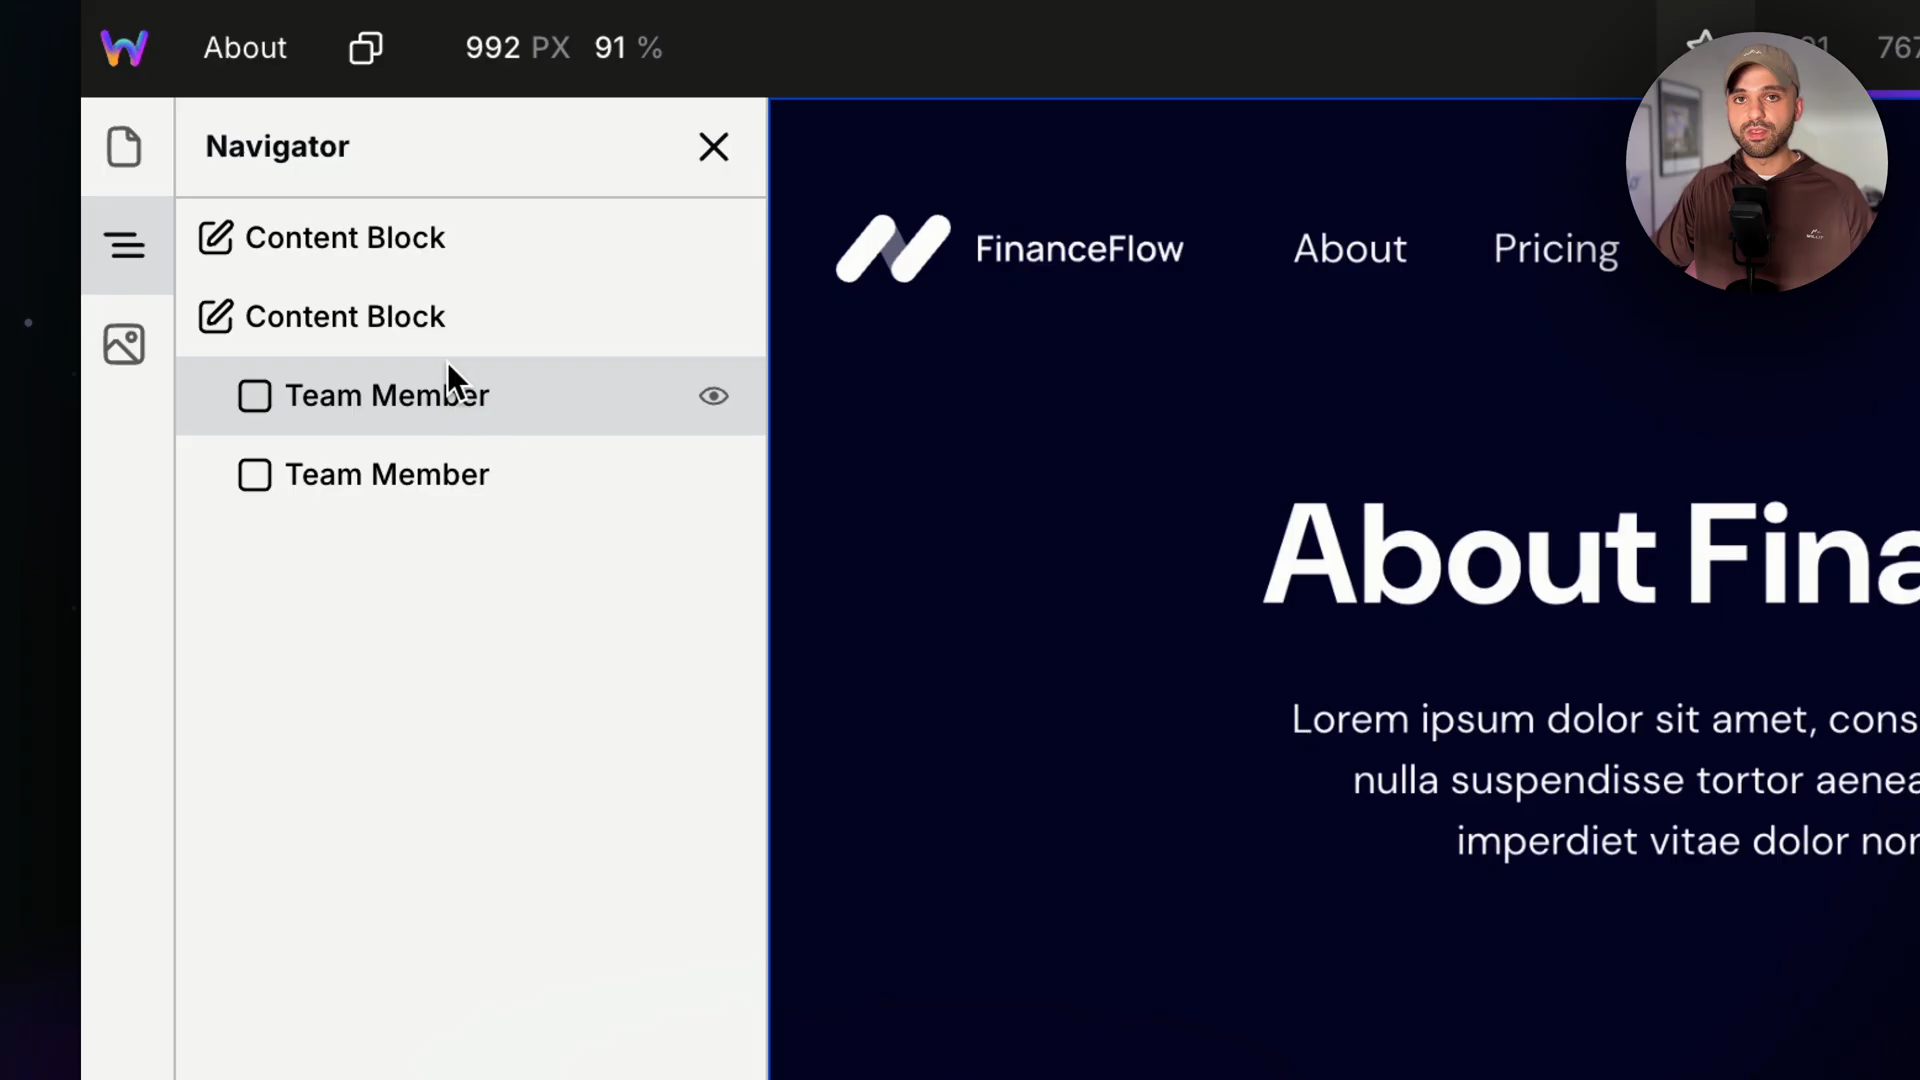 About
992 PX 91 %
767
Navigator
Content Block
Content Block
Team Member
Team Member
FinanceFlow
About
Pricing
About Fina
Lorem ipsum dolor sit amet, cons
nulla suspendisse tortor aenea
imperdiet vitae dolor nor